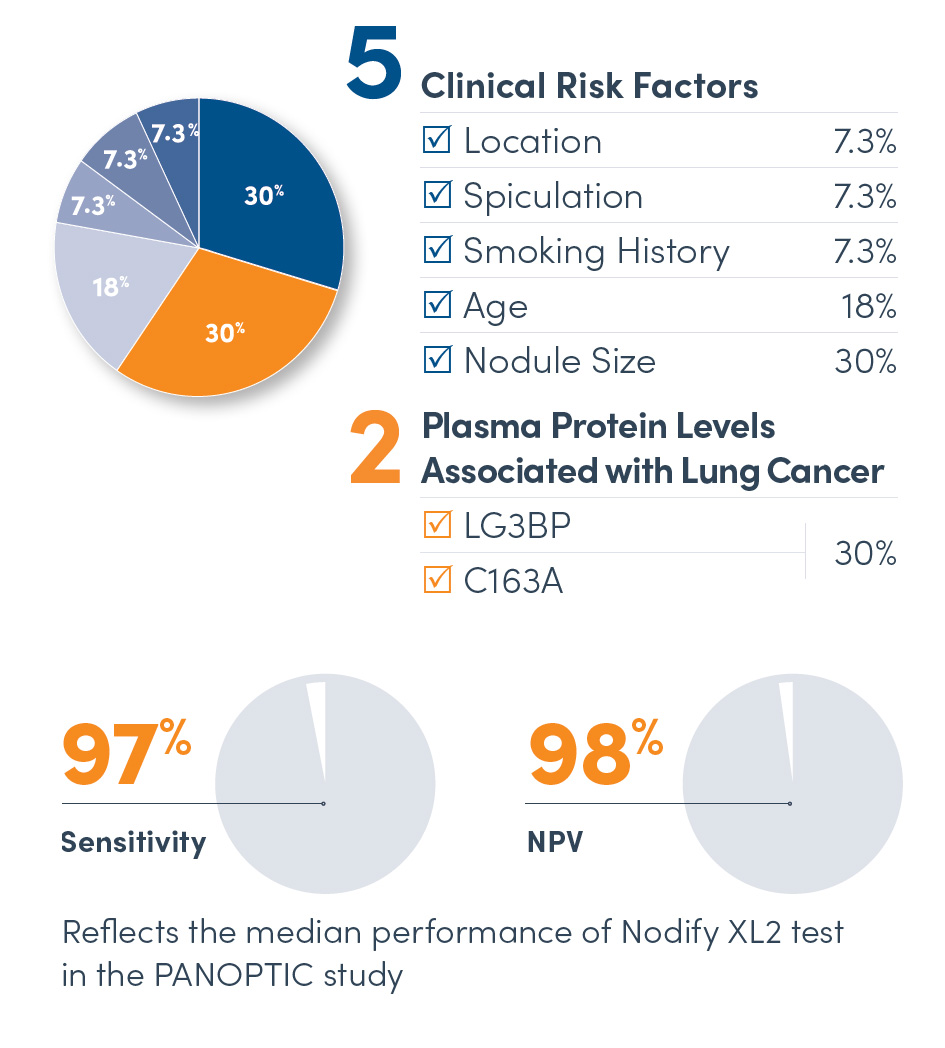 5 Clinical Risk Factors
7.3%
7.3%
7.3%
30%
18%
30%
Location 7.3%
Spiculation 7.3%
Smoking History 7.3%
Age 18%
Nodule Size 30%
2 Plasma Protein Levels
Associated with Lung Cancer
LG3BP
30%
C163A
97%
Sensitivity
98%
NPV
Reflects the median performance of Nodify XL2 test
in the PANOPTIC study